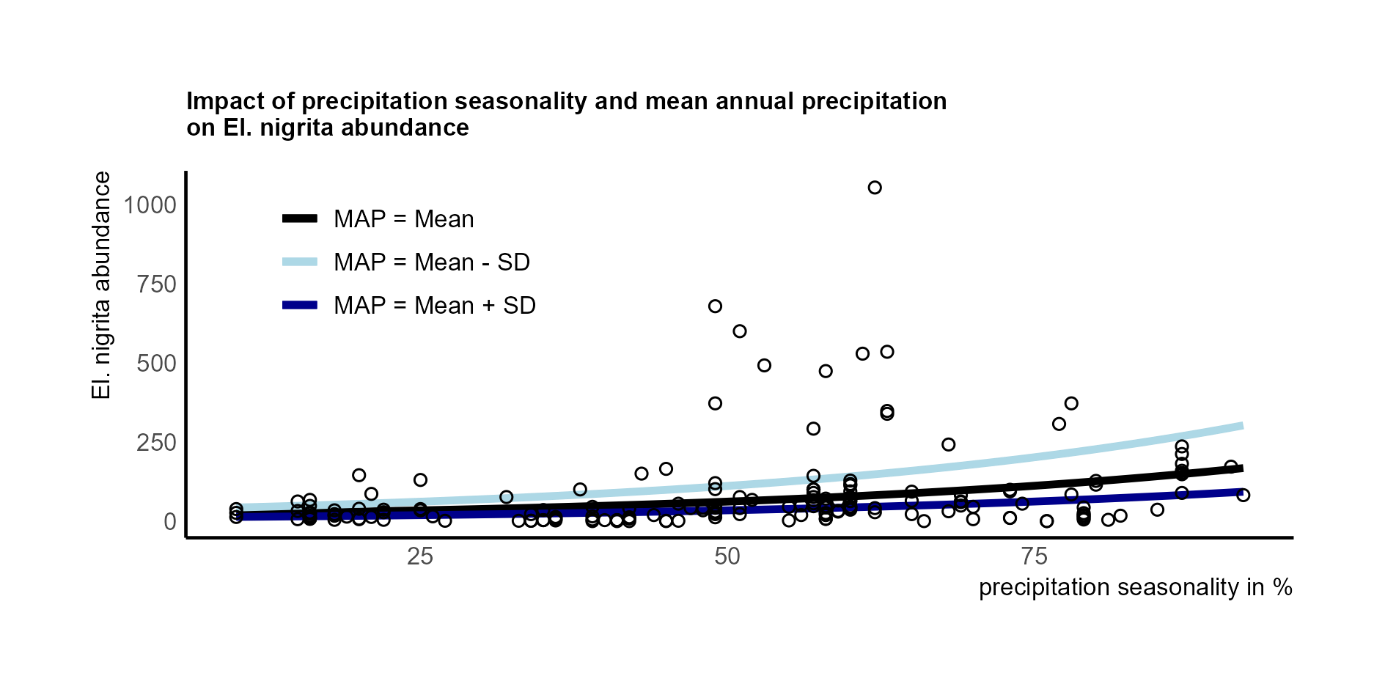 Impact of precipitation seasonality and mean annual precipitation
on El. nigrita abundance
El. nigrita abundance
1000
750
500
250
0
MAP = Mean
MAP = Mean - SD
MAP = Mean + SD
25
50
75
precipitation seasonality in %